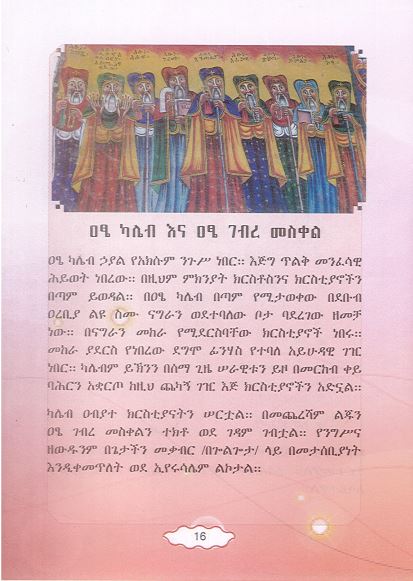 ዐፄ ካሌብ እና ዐፄ ገብረ መስቀል
ዐፄ ካሌብ ኃያል የአክሱም ንጉሥ ነበር። እጅግ ጥልቅ መንፈሳዊ
ሕይወት ነበረው። በዚህም ምክንያት ክርስቶስንና ክርስቲያኖችን
በጣም ይወዳል። በዐፄ ካሌብ በጣም የሚታወቀው በደቡብ
ዐረቢያ ልዩ ስሙ ናግራን ወደተባለው ቦታ ባደረገው ዘመቻ
ነው። በናግራን መከራ የሚደርስባቸው ክርስቲያኖች ነበሩ።
መከራ ያደርስ የነበረው ደግሞ ፊንሃስ የተባለ አይሁዳዊ ገዢ
ነበር። ካሌብም ይኽንን በሰማ ጊዜ ሠራዊቱን ይዞ በመርከብ ቀይ
ባሕርን አቋርጦ ከዚህ ጨካኝ ገዢ እጅ ክርስቲያኖችን አድኗል።
ካሌብ ዐብያተ ክርስቲያናትን ሠርቷል። በመጨረሻም ልጁን
ዐፄ ገብረ መስቀልን ተክቶ ወደ ገዳም ገብቷል። የንግሥና
ዘውዱንም በጌታችን መቃብር /በጎልጎታ/ ላይ በመታሰቢያነት
እንዲቀመጥለት ወደ ኢየሩሳሌም ልኮታል።
16